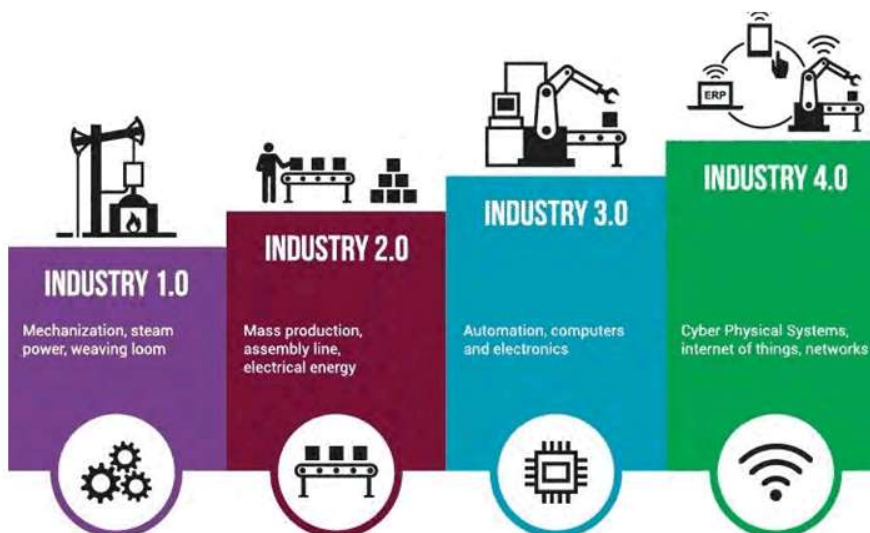 ERP
INDUSTRY 1.0
Mechanization, steam
power, weaving loom
INDUSTRY 2.0
Mass production,
assembly line,
electrical energy
INDUSTRY 3.0
Automation, computers
and electronics
INDUSTRY 4.0
Cyber Physical Systems,
internet of things, networks